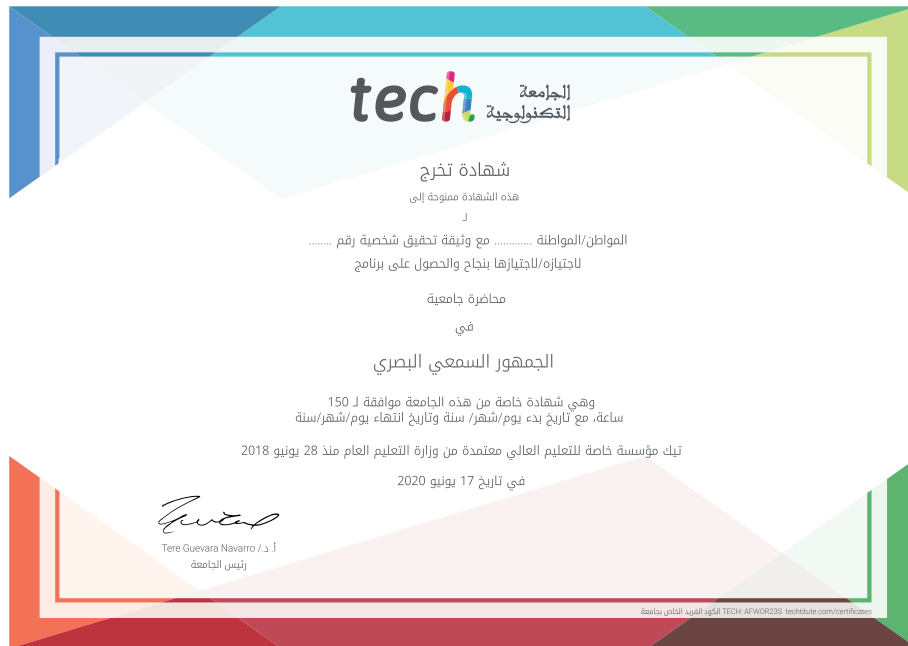 tech الجامعة
التكنولوجية
شهادة تخرج
هذه الشهادة ممنوحة إلى
لـ
المواطن/المواطنة ............ مع وثيقة تحقيق شخصية رقم ........
لاجتيازه/لاجتيازها بنجاح والحصول على برنامج
محاضرة جامعية
في
الجمهور السمعي البصري
وهي شهادة خاصة من هذه الجامعة موافقة لـ 150
ساعة، مع تاريخ بدء يوم/شهر/ سنة وتاريخ انتهاء يوم/شهر/سنة
تيك مؤسسة خاصة للتعليم العالي معتمدة من وزارة التعليم العام منذ 28 يونيو 2018
في تاريخ 17 يونيو 2020
أ. د./ Tere Guevara Navarro
رئيس الجامعة
الكود الفريد الخاص بجامعة TECH: AFWOR23S techtitute.com/certificates